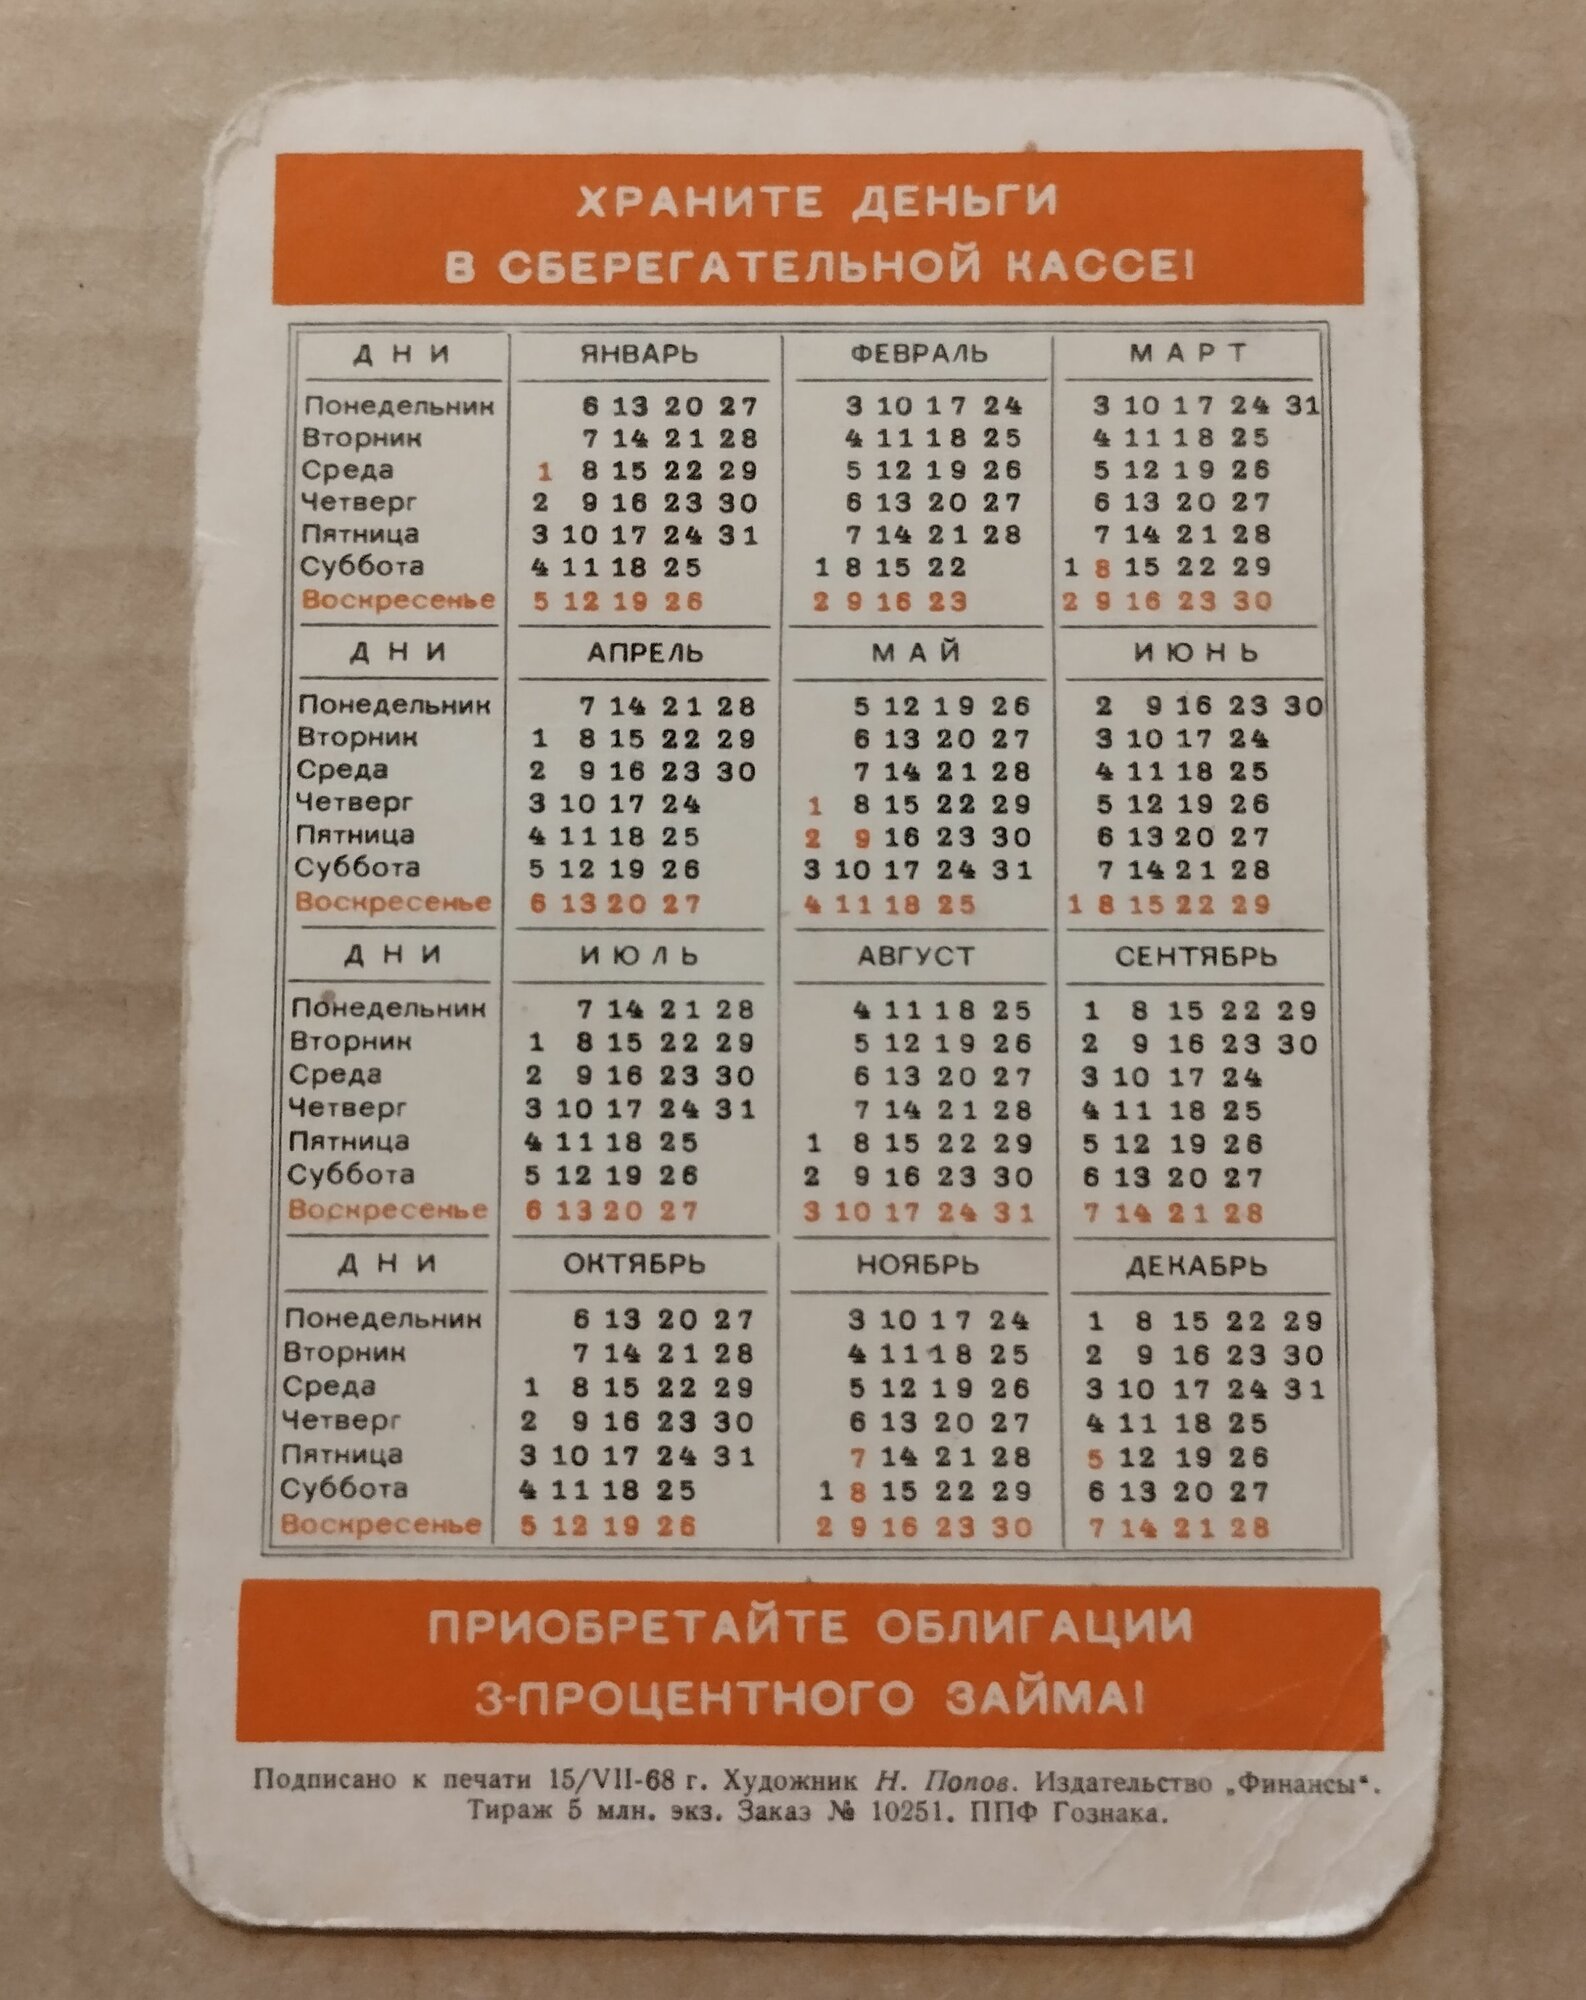 ХРАНИТЕ ДЕНЬГИ
В СБЕРЕГАТЕЛЬНОЙ КАССЕ!
ДНИ ЯНВАРЬ ФЕВРАЛЬ МАРТ
Понедельник 6 13 20 27 3 10 17 24 3 10 17 24 31
Вторник 7 14 21 28 4 11 18 25 4 11 18 25
Среда 1 8 15 22 29 5 12 19 26 5 12 19 26
Четверг 2 9 16 23 30 6 13 20 27 6 13 20 27
Пятница 3 10 17 24 31 7 14 21 28 7 14 21 28
Суббота 4 11 18 25 1 8 15 22 1 8 15 22 29
Воскресенье 5 12 19 26 2 9 16 23 2 9 16 23 30
ДНИ АПРЕЛЬ МАЙ ИЮНЬ
Понедельник 7 14 21 28 5 12 19 26 2 9 16 23 30
Вторник 1 8 15 22 29 6 13 20 27 3 10 17 24
Среда 2 9 16 23 30 7 14 21 28 4 11 18 25
Четверг 3 10 17 24 1 8 15 22 29 5 12 19 26
Пятница 4 11 18 25 2 9 16 23 30 6 13 20 27
Суббота 5 12 19 26 3 10 17 24 31 7 14 21 28
Воскресенье 6 13 20 27 4 11 18 25 1 8 15 22 29
ДНИ ИЮЛЬ АВГУСТ СЕНТЯБРЬ
Понедельник 7 14 21 28 4 11 18 25 1 8 15 22 29
Вторник 1 8 15 22 29 5 12 19 26 2 9 16 23 30
Среда 2 9 16 23 30 6 13 20 27 3 10 17 24
Четверг 3 10 17 24 31 7 14 21 28 4 11 18 25
Пятница 4 11 18 25 1 8 15 22 29 5 12 19 26
Суббота 5 12 19 26 2 9 16 23 30 6 13 20 27
Воскресенье 6 13 20 27 3 10 17 24 31 7 14 21 28
ДНИ ОКТЯБРЬ НОЯБРЬ ДЕКАБРЬ
Понедельник 6 13 20 27 3 10 17 24 1 8 15 22 29
Вторник 7 14 21 28 4 11 18 25 2 9 16 23 30
Среда 1 8 15 22 29 5 12 19 26 3 10 17 24 31
Четверг 2 9 16 23 30 6 13 20 27 4 11 18 25
Пятница 3 10 17 24 31 7 14 21 28 5 12 19 26
Суббота 4 11 18 25 1 8 15 22 29 6 13 20 27
Воскресенье 5 12 19 26 2 9 16 23 30 7 14 21 28
ПРИОБРЕТАЙТЕ ОБЛИГАЦИИ
3-ПРОЦЕНТНОГО ЗАЙМА!
Подписано к печати 15/VII-68 г. Художник Н. Попов. Издательство „Финансы“.
Тираж 5 млн. экз. Заказ № 10251. ППФ Гознака.